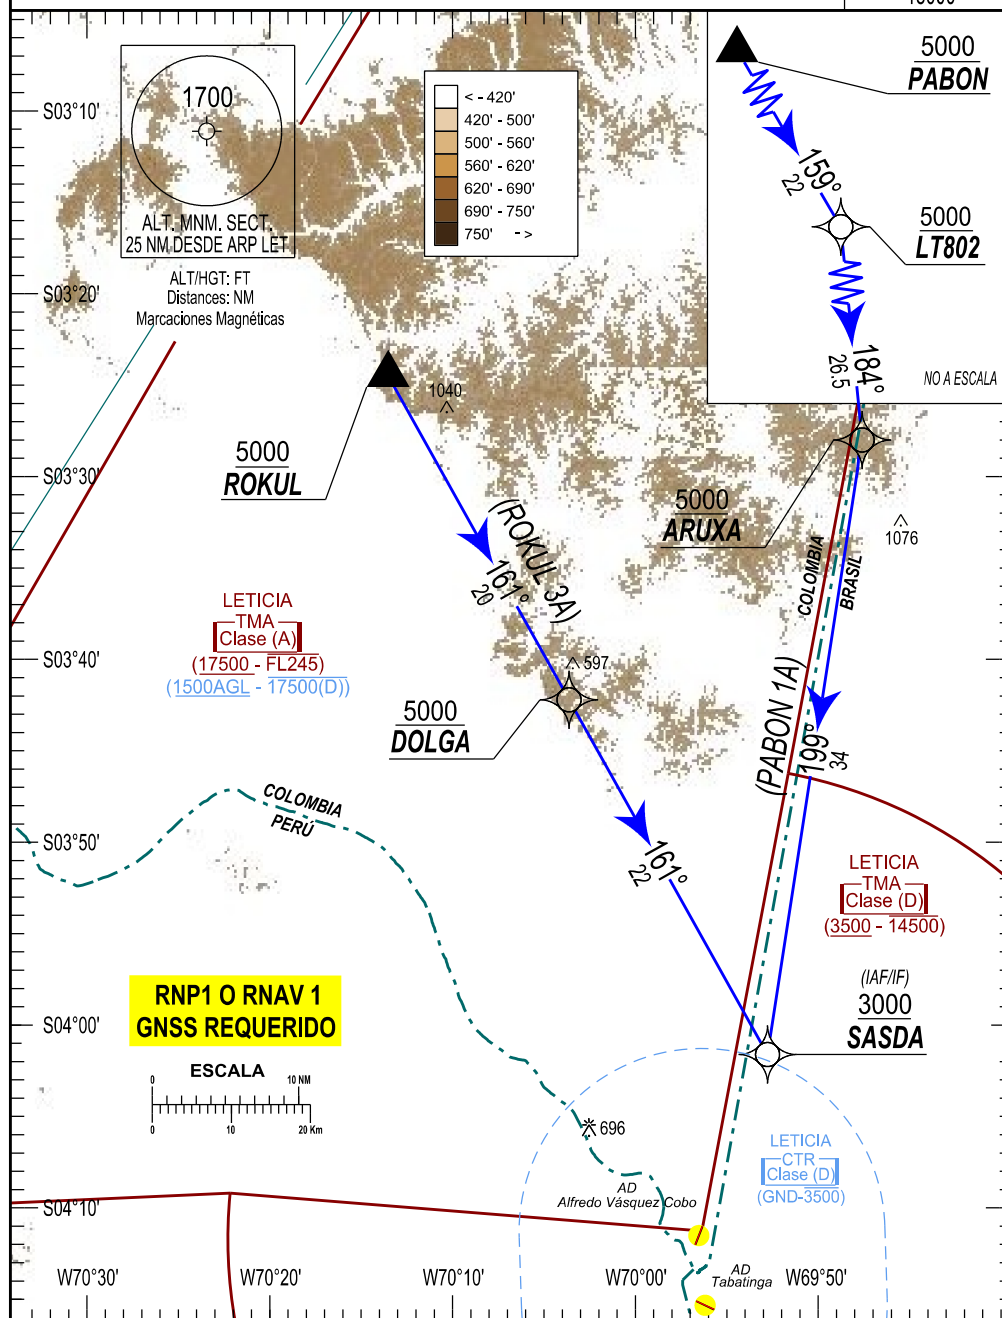 5000
PABON
159°
22
5000
LT802
184°
26.5
NO A ESCALA
S03°10'
1700
ALT. MNM. SECT.
25 NM DESDE ARP LET
ALT/HGT: FT
Distances: NM
Marcaciones Magnéticas
< - 420'
420' - 500'
500' - 560'
560' - 620'
620' - 690'
690' - 750'
750' - >
S03°20'
1040
5000
ROKUL
S03°30'
5000
ARUXA
1076
(ROKUL 3A)
161°
20
COLOMBIA
BRASIL
LETICIA
TMA
Clase (A)
(17500 - FL245)
(1500AGL - 17500(D))
S03°40'
597
5000
DOLGA
(PABON 1A)
199°
34
COLOMBIA
PERÚ
S03°50'
161°
22
LETICIA
TMA
Clase (D)
(3500 - 14500)
(IAF/IF)
3000
SASDA
RNP1 O RNAV 1
GNSS REQUERIDO
S04°00'
ESCALA
0 10 NM
0 10 20 Km
696
LETICIA
CTR
Clase (D)
(GND-3500)
AD
Alfredo Vásquez Cobo
S04°10'
AD
Tabatinga
W70°30' W70°20' W70°10' W70°00' W69°50'